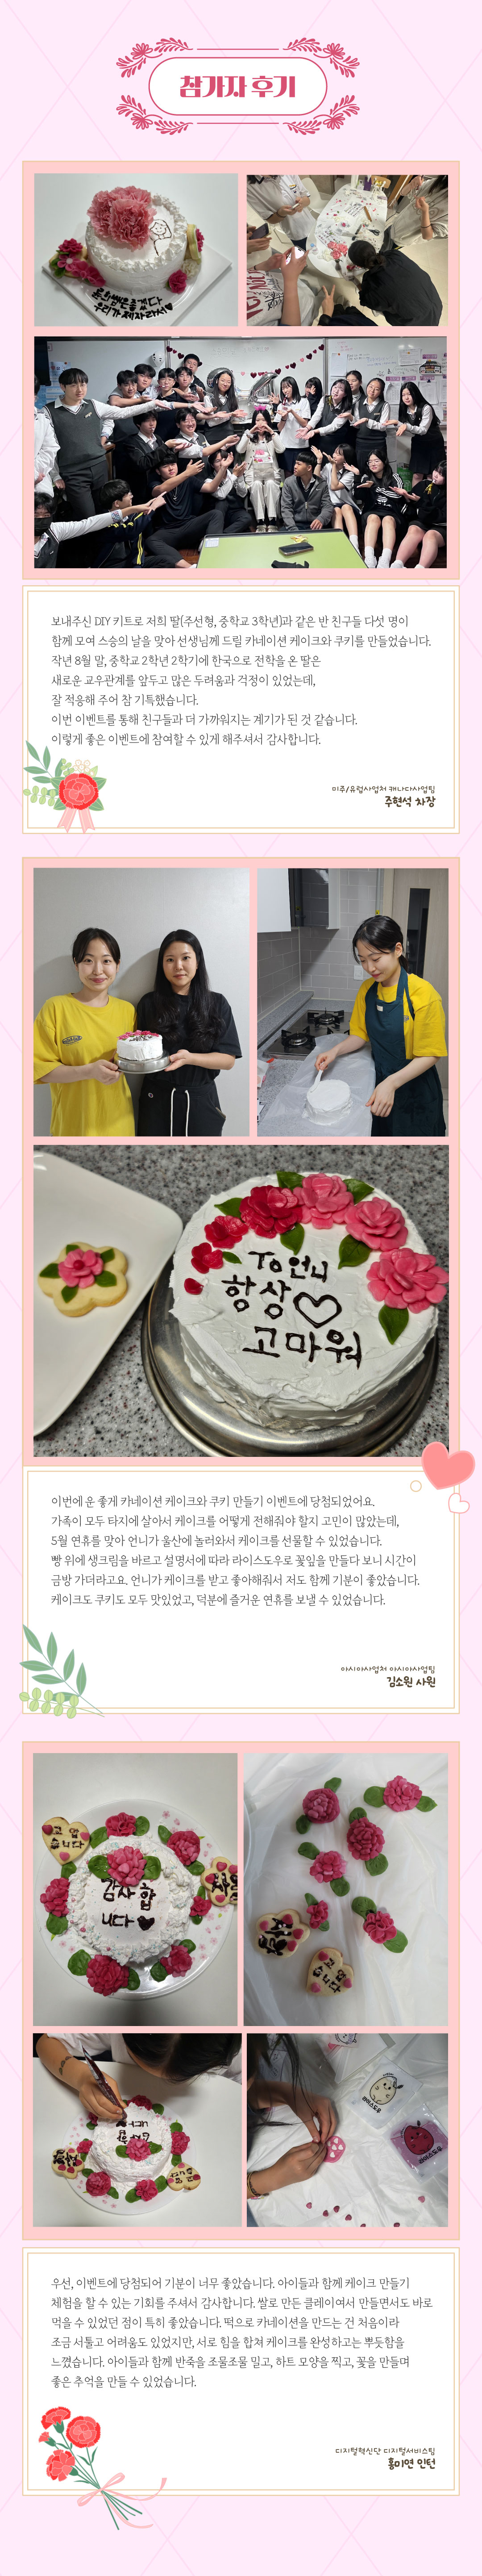 참가자 후기
우리가 제자라서
보내주신 DIY 키트로 저희 딸(주선형, 중학교 3학년)과 같은 반 친구들 다섯 명이
함께 모여 스승의 날을 맞아 선생님께 드릴 카네이션 케이크와 쿠키를 만들었습니다.
작년 8월 말, 중학교 2학년 2학기에 한국으로 전학을 온 딸은
새로운 교우관계를 앞두고 많은 두려움과 걱정이 있었는데,
잘 적응해 주어 참 기특했습니다.
이번 이벤트를 통해 친구들과 더 가까워지는 계기가 된 것 같습니다.
이렇게 좋은 이벤트에 참여할 수 있게 해주셔서 감사합니다.
미주/유럽사업처 캐나다사업팀
주현석 차장
To 언니
항상♡
고마워
이번에 운 좋게 카네이션 케이크와 쿠키 만들기 이벤트에 당첨되었어요.
가족이 모두 타지에 살아서 케이크를 어떻게 전해줘야 할지 고민이 많았는데,
5월 연휴를 맞아 언니가 울산에 놀러와서 케이크를 선물할 수 있었습니다.
빵 위에 생크림을 바르고 설명서에 따라 라이스도우로 꽃잎을 만들다 보니 시간이
금방 가더라고요. 언니가 케이크를 받고 좋아해줘서 저도 함께 기분이 좋았습니다.
케이크도 쿠키도 모두 맛있었고, 덕분에 즐거운 연휴를 보낼 수 있었습니다.
아시아사업처 아시아사업팀
김소원 사원
고맙
습니다
감사합
니다♥
라이스도우
라이스도우
우선, 이벤트에 당첨되어 기분이 너무 좋았습니다. 아이들과 함께 케이크 만들기
체험을 할 수 있는 기회를 주셔서 감사합니다. 쌀로 만든 클레이여서 만들면서도 바로
먹을 수 있었던 점이 특히 좋았습니다. 떡으로 카네이션을 만드는 건 처음이라
조금 서툴고 어려움도 있었지만, 서로 힘을 합쳐 케이크를 완성하고는 뿌듯함을
느꼈습니다. 아이들과 함께 반죽을 조물조물 밀고, 하트 모양을 찍고, 꽃을 만들며
좋은 추억을 만들 수 있었습니다.
디지털혁신단 디지털서비스팀
홍미연 인턴